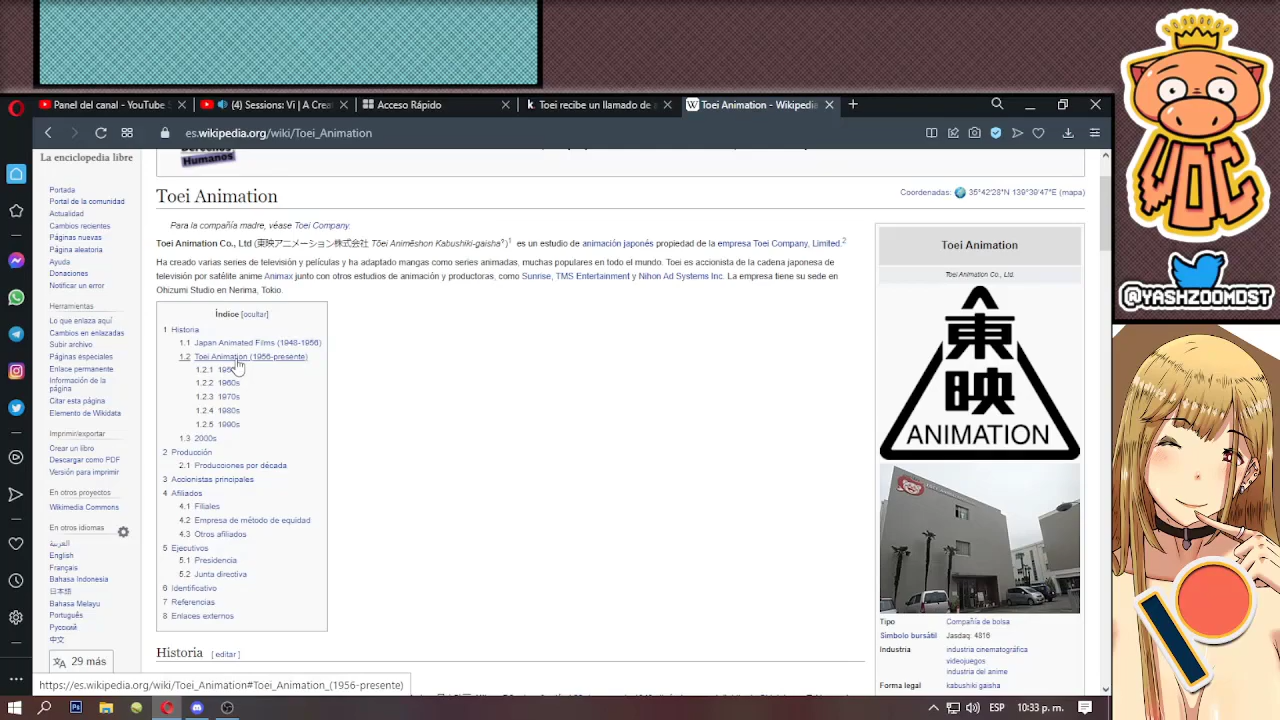 Panel del canal - YouTube S
(4) Sessions: Vi | A Crea
Acceso Rápido
k Toei recibe un llamado de a
W Toei Animation - Wikipedia
es.wikipedia.org/wiki/Toei_Animation
La enciclopedia libre
Portada
Portal de la comunidad
Actualidad
Cambios recientes
Páginas nuevas
Página aleatoria
Ayuda
Donaciones
Notificar un error
Herramientas
Lo que enlaza aquí
Cambios en enlazadas
Subir archivo
Páginas especiales
Enlace permanente
Información de la
página
Citar esta página
Elemento de Wikidata
Imprimir/exportar
Crear un libro
Descargar como PDF
Versión para imprimir
En otros proyectos
Wikimedia Commons
En otros idiomas
العربية
English
Français
Bahasa Indonesia
日本語
Bahasa Melayu
Português
Русский
中文
29 más
Humanos
Toei Animation
Coordenadas: 35°42′28″N 139°39′47″E (mapa)
Para la compañía madre, véase Toei Company.
Toei Animation Co., Ltd (東映アニメーション株式会社 Tōei Animēshon Kabushiki-gaisha?)1 es un estudio de animación japonés propiedad de la empresa Toei Company, Limited.2
Ha creado varias series de televisión y películas y ha adaptado mangas como series animadas, muchas populares en todo el mundo. Toei es accionista de la cadena japonesa de
televisión por satélite anime Animax junto con otros estudios de animación y productores, como Sunrise, TMS Entertainment y Nihon Ad Systems Inc. La empresa tiene su sede en
Ohizumi Studio en Nerima, Tokio.
Índice [ocultar]
1 Historia
1.1 Japan Animated Films (1948-1956)
1.2 Toei Animation (1956-presente)
1.2.1 195
1.2.2 1960s
1.2.3 1970s
1.2.4 1980s
1.2.5 1990s
1.3 2000s
2 Producción
2.1 Producciones por década
3 Accionistas principales
4 Afiliados
4.1 Filiales
4.2 Empresa de método de equidad
4.3 Otros afiliados
5 Ejecutivos
5.1 Presidencia
5.2 Junta directiva
6 Identificativo
7 Referencias
8 Enlaces externos
Historia [ editar ]
Toei Animation
Toei Animation Co., Ltd.
東
映
ANIMATION
Tipo Compañía de bolsa
Símbolo bursátil Jasdaq: 4816
Industria industria cinematográfica
videojuegos
industria del anime
Forma legal kabushiki gaisha
https://es.wikipedia.org/wiki/Toei_Animation#Toei_Animation_(1956-presente)
ESP 10:33 p. m.
@YASHZOOMDST